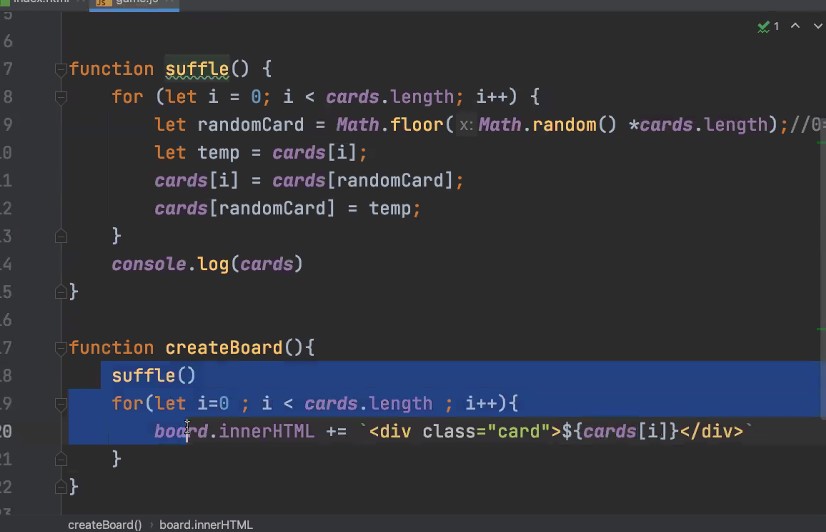 index.html game.js
5
6 1
7 function suffle() {
8 for (let i = 0; i < cards.length; i++) {
9 let randomCard = Math.floor( x: Math.random() *cards.length);//0
10 let temp = cards[i];
11 cards[i] = cards[randomCard];
12 cards[randomCard] = temp;
13 }
14 console.log(cards)
15 }
16
17 function createBoard(){
18 suffle()
19 for(let i=0 ; i < cards.length ; i++){
20 board.innerHTML += `<div class="card">${cards[i]}</div>`
21 }
22 }
23
createBoard() › board.innerHTML